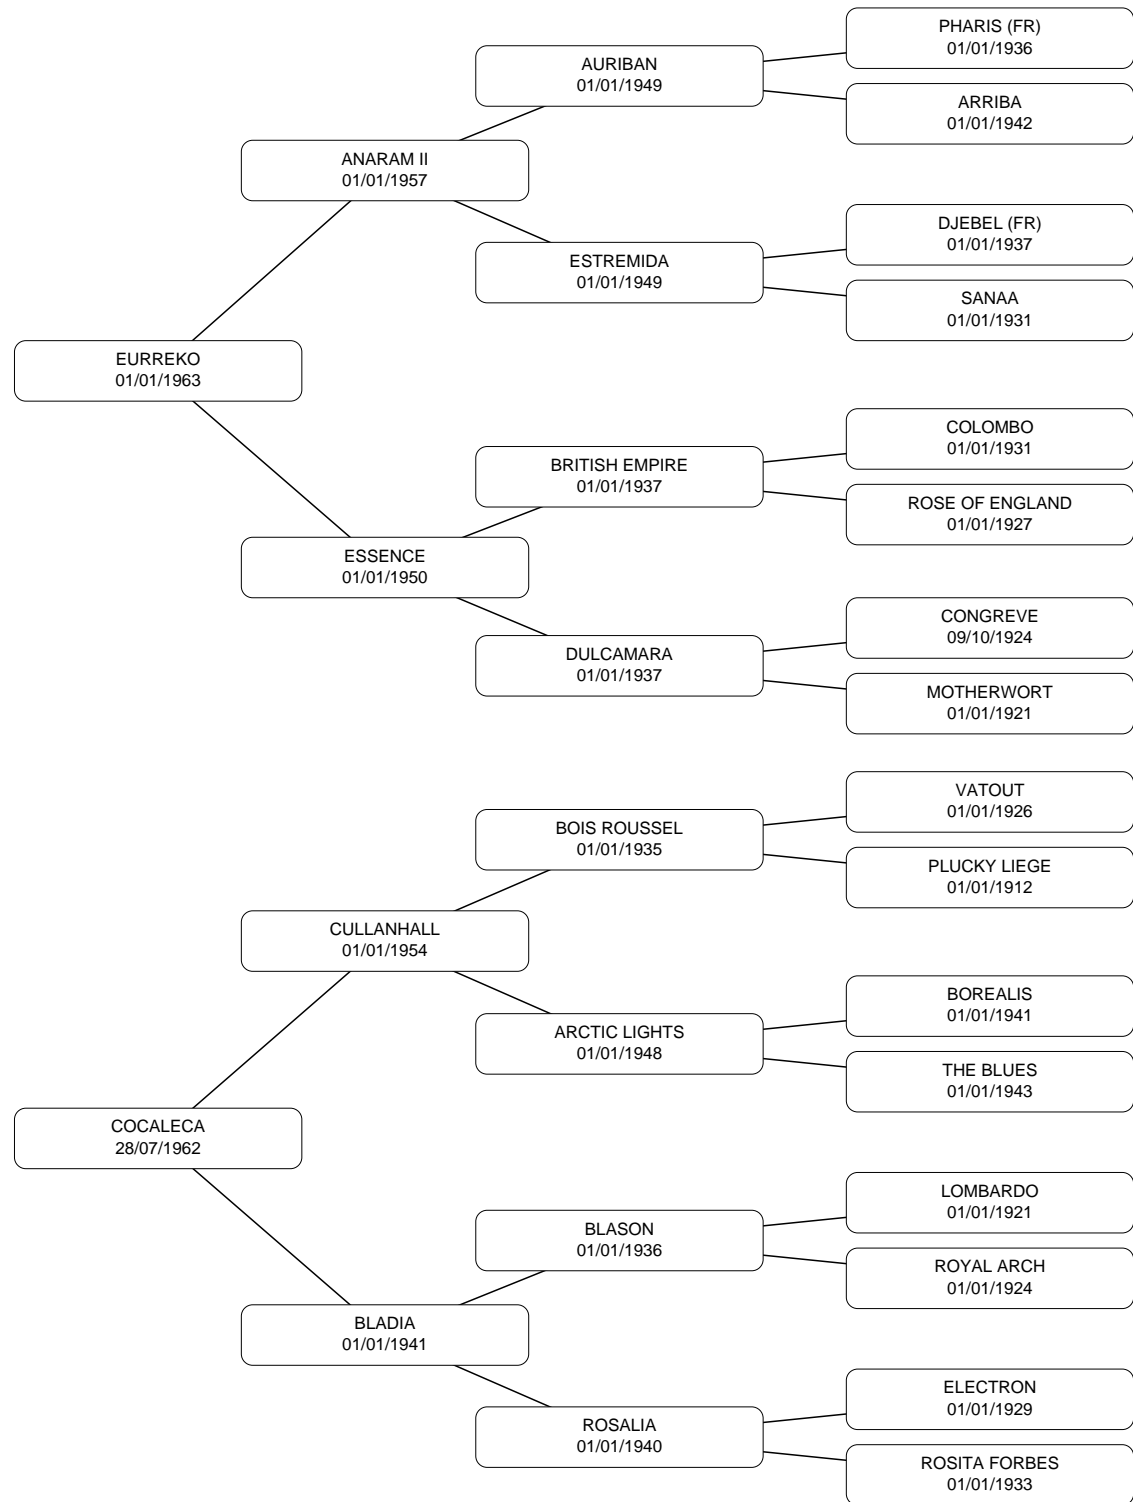 PHARIS (FR)
01/01/1936
AURIBAN
01/01/1949
ARRIBA
01/01/1942
ANARAM II
01/01/1957
DJEBEL (FR)
01/01/1937
ESTREMIDA
01/01/1949
SANAA
01/01/1931
EURREKO
01/01/1963
COLOMBO
01/01/1931
BRITISH EMPIRE
01/01/1937
ROSE OF ENGLAND
01/01/1927
ESSENCE
01/01/1950
CONGREVE
09/10/1924
DULCAMARA
01/01/1937
MOTHERWORT
01/01/1921
VATOUT
01/01/1926
BOIS ROUSSEL
01/01/1935
PLUCKY LIEGE
01/01/1912
CULLANHALL
01/01/1954
BOREALIS
01/01/1941
ARCTIC LIGHTS
01/01/1948
THE BLUES
01/01/1943
COCALECA
28/07/1962
LOMBARDO
01/01/1921
BLASON
01/01/1936
ROYAL ARCH
01/01/1924
BLADIA
01/01/1941
ELECTRON
01/01/1929
ROSALIA
01/01/1940
ROSITA FORBES
01/01/1933